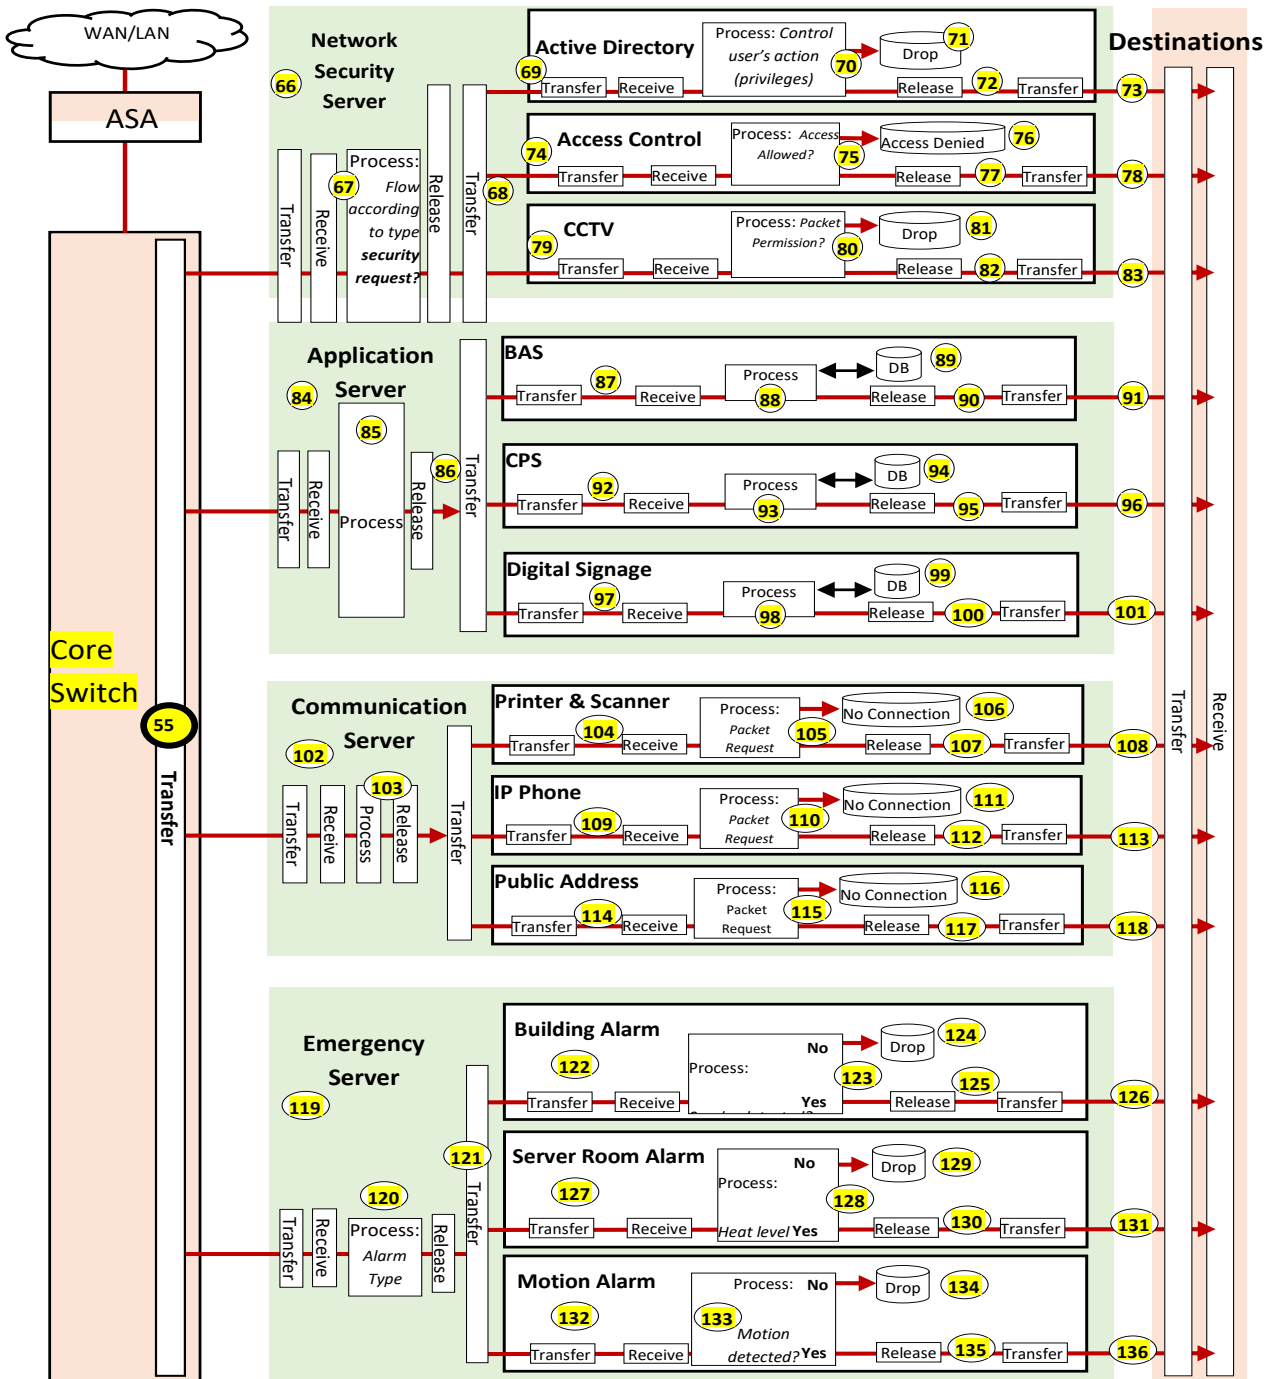 WAN/LAN
ASA
Core
Switch
55
Transfer
Network
Security
Server
66
Transfer
Receive
67
Process:
Flow
according
to type
security
request?
Release
Transfer
68
Active Directory
69
Transfer
Receive
Process: Control
user's action
(privileges)
70
71
Drop
Release
72
Transfer
73
Access Control
74
Transfer
Receive
Process: Access
Allowed?
75
76
Access Denied
Release
77
Transfer
78
CCTV
79
Transfer
Receive
Process: Packet
Permission?
80
81
Drop
Release
82
Transfer
83
Application
Server
84
Transfer
Receive
85
Process
Release
86
Transfer
BAS
87
Transfer
Receive
Process
88
DB
89
Release
90
Transfer
91
CPS
92
Transfer
Receive
Process
93
DB
94
Release
95
Transfer
96
Digital Signage
97
Transfer
Receive
Process
98
DB
99
Release
100
Transfer
101
Communication
Server
102
Transfer
Receive
Process
103
Release
Transfer
Printer & Scanner
104
Transfer
Receive
Process:
Packet
Request
105
No Connection
106
Release
107
Transfer
108
IP Phone
109
Transfer
Receive
Process:
Packet
Request
110
No Connection
111
Release
112
Transfer
113
Public Address
114
Transfer
Receive
Process:
Packet
Request
115
No Connection
116
Release
117
Transfer
118
Emergency
Server
119
Transfer
Receive
120
Process:
Alarm
Type
Release
121
Transfer
Building Alarm
122
Transfer
Receive
No
Process:
Yes
123
Drop
124
Release
125
Transfer
126
Server Room Alarm
127
Transfer
Receive
No
Process:
Heat level Yes
128
Drop
129
Release
130
Transfer
131
Motion Alarm
132
Transfer
Receive
Process: No
133
Motion
detected? Yes
Drop
134
Release
135
Transfer
136
Destinations
Transfer
Receive